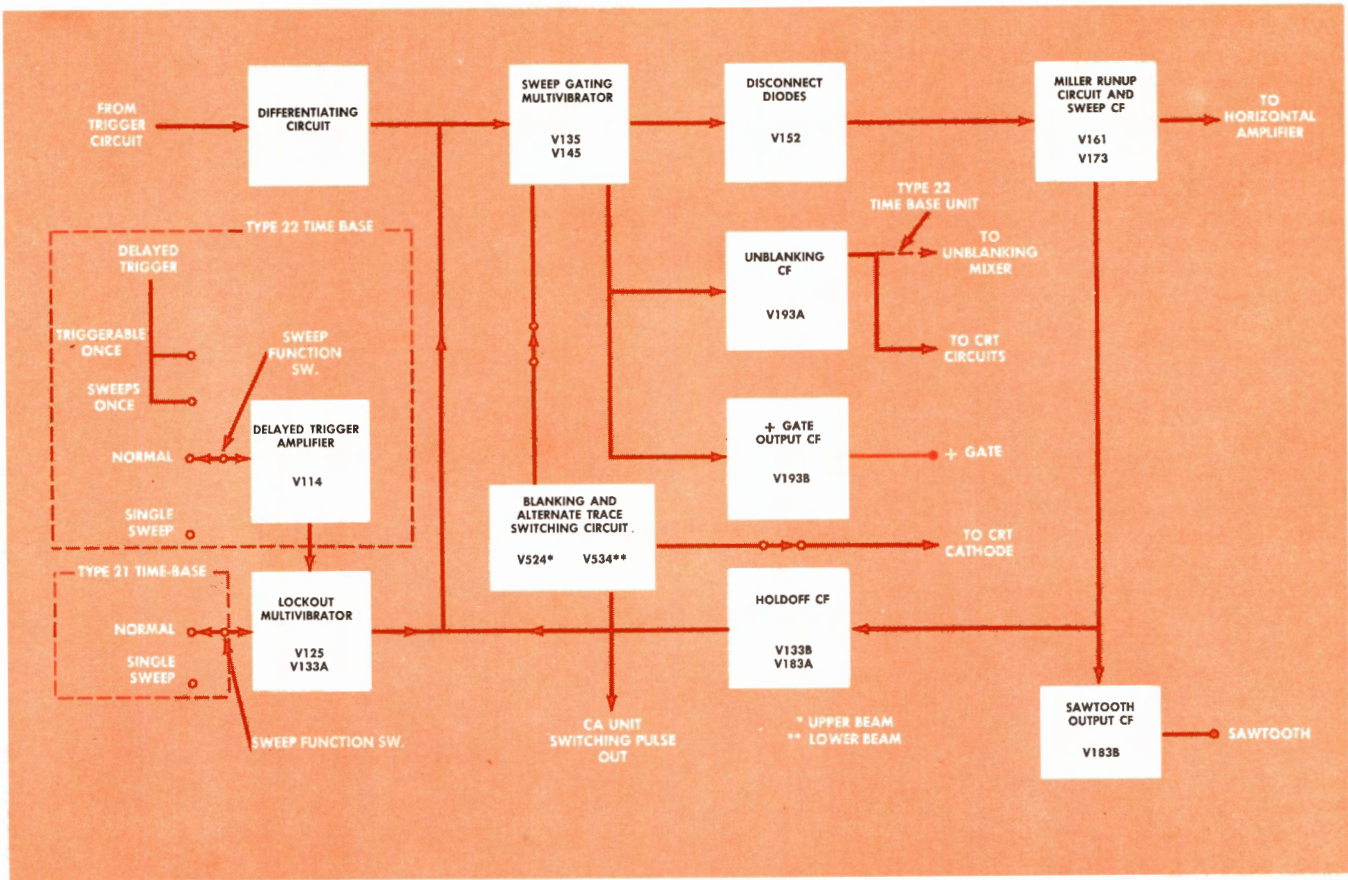 FROM
TRIGGER
CIRCUIT
DIFFERENTIATING
CIRCUIT
SWEEP GATING
MULTIVIBRATOR
V135
V145
DISCONNECT
DIODES
V152
MILLER RUNUP
CIRCUIT AND
SWEEP CF
V161
V173
TO
HORIZONTAL
AMPLIFIER
TYPE 22
TIME BASE UNIT
TYPE 22 TIME BASE
DELAYED
TRIGGER
UNBLANKING
CF
V193A
TO
UNBLANKING
MIXER
TRIGGERABLE
ONCE
SWEEP
FUNCTION
SW.
TO CRT
CIRCUITS
SWEEPS
ONCE
DELAYED TRIGGER
AMPLIFIER
V114
+ GATE
OUTPUT CF
V193B
+ GATE
NORMAL
SINGLE
SWEEP
BLANKING AND
ALTERNATE TRACE
SWITCHING CIRCUIT.
V524* V534**
TO CRT
CATHODE
TYPE 21 TIME-BASE
NORMAL
SINGLE
SWEEP
LOCKOUT
MULTIVIBRATOR
V125
V133A
HOLDOFF CF
V133B
V183A
SWEEP FUNCTION SW.
CA UNIT
SWITCHING PULSE
OUT
* UPPER BEAM
** LOWER BEAM
SAWTOOTH
OUTPUT CF
V183B
SAWTOOTH